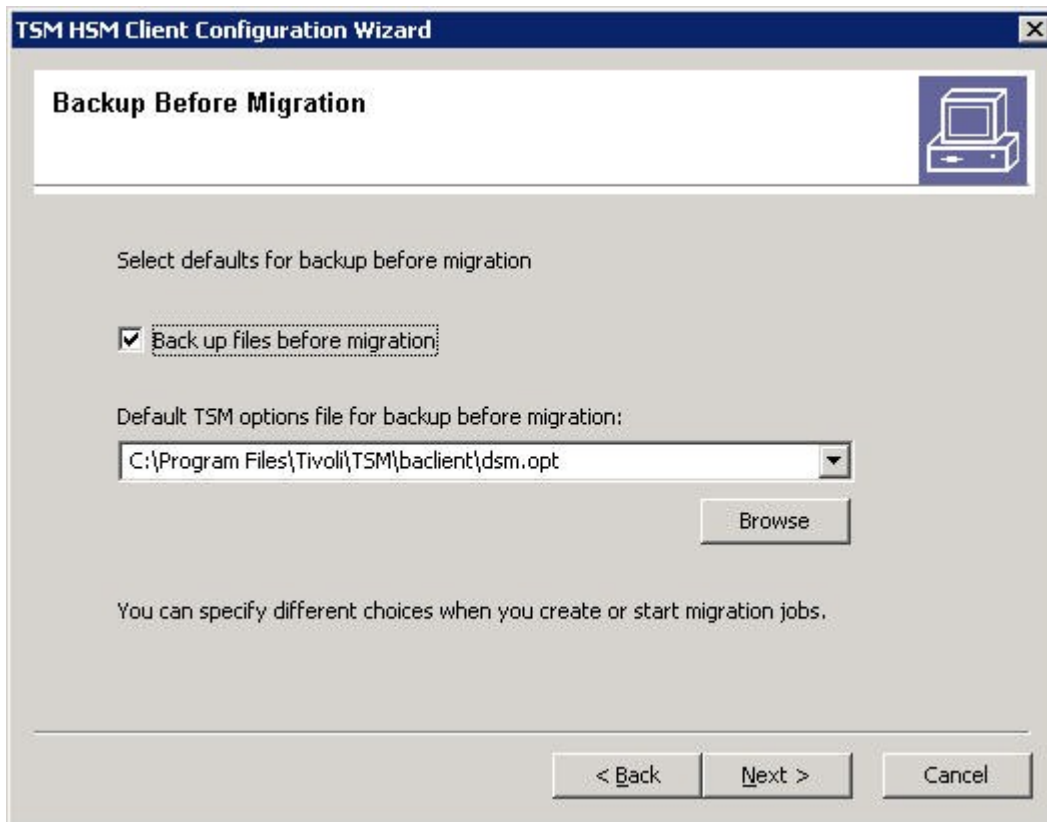 TSM HSM Client Configuration Wizard
Backup Before Migration
Select defaults for backup before migration
Back up files before migration
Default TSM options file for backup before migration:
C:\Program Files\Tivoli\TSM\baclient\dsm.opt
Browse
You can specify different choices when you create or start migration jobs.
< Back Next > Cancel